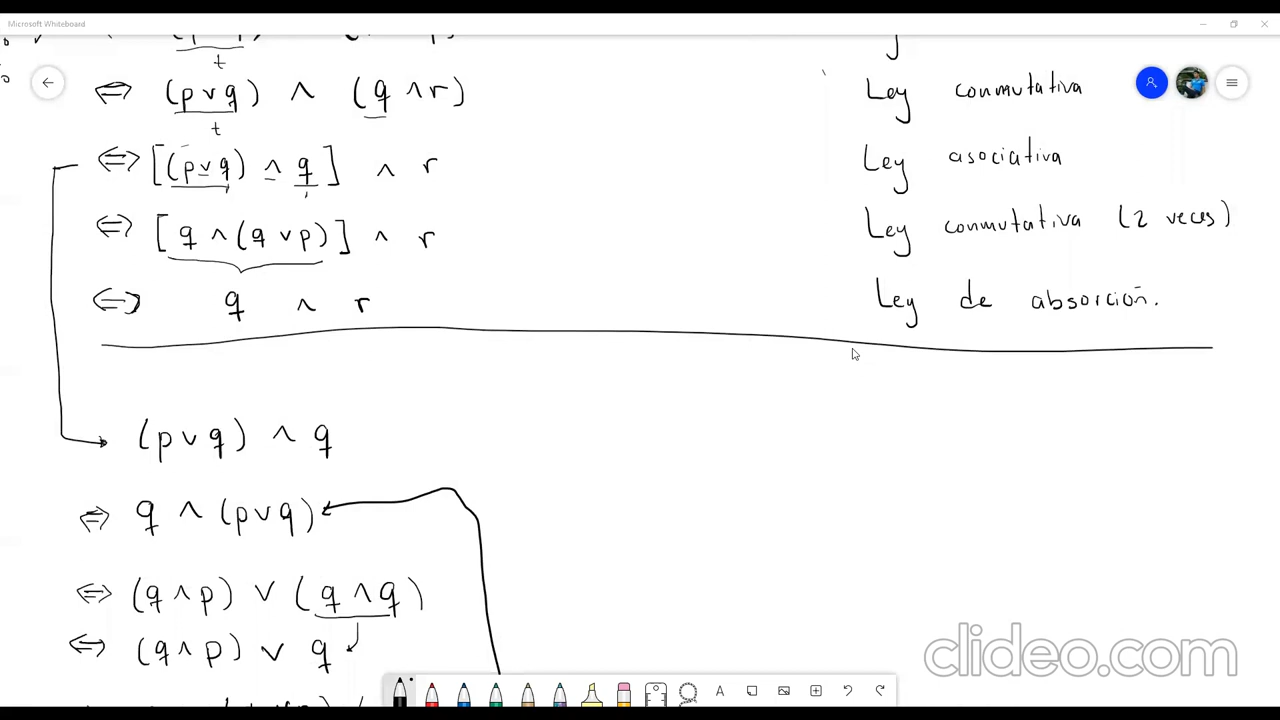 Microsoft Whiteboard
t
⇔ (p ∨ q) ∧ (q ∧ r) Ley conmutativa
t
⇔ [(p ∨ q) ∧ q] ∧ r Ley asociativa
⇔ [q ∧ (q ∨ p)] ∧ r Ley conmutativa (2 veces)
⇔ q ∧ r Ley de absorción.
(p ∨ q) ∧ q
⇔ q ∧ (p ∨ q)
⇔ (q ∧ p) ∨ (q ∧ q)
⇔ (q ∧ p) ∨ q
clideo.com